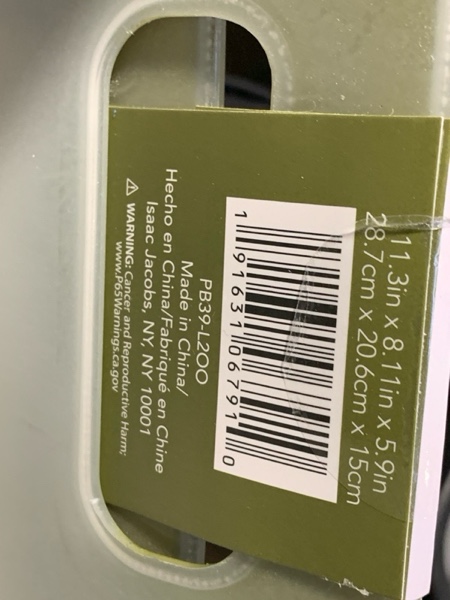 11.3in x 8.11in x 5.9in
28.7cm x 20.6cm x 15cm
1 91631 06791 0
PB39-L2OO
Made in China/
Hecho en China/Fabriqué en Chine
Isaac Jacobs, NY, NY 10001
⚠ WARNING: Cancer and Reproductive Harm;
www.P65Warnings.ca.gov